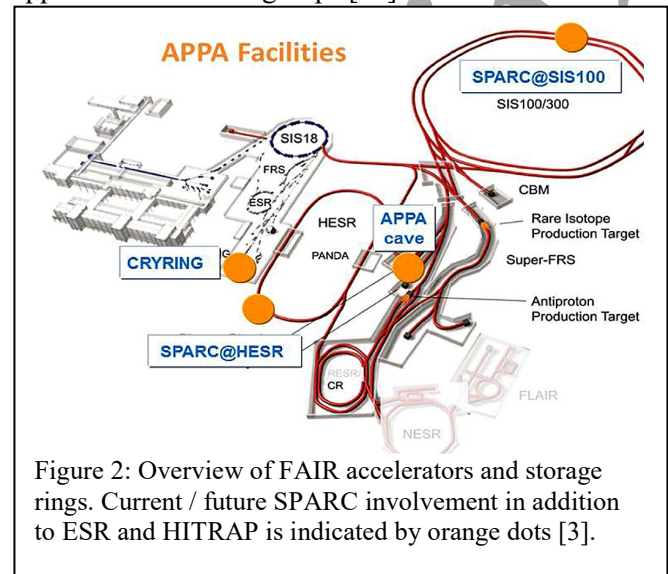 APPA Facilities
SPARC@SIS100
SIS100/300
SIS18
FRS
ESR
CBM
HESR
APPA
cave
Rare Isotope
Production Target
PANDA
Super-FRS
CRYRING
Antiproton
Production Target
SPARC@HESR
RESR/
CR
FLAIR
NESR
Figure 2: Overview of FAIR accelerators and storage
rings. Current / future SPARC involvement in addition
to ESR and HITRAP is indicated by orange dots [3].